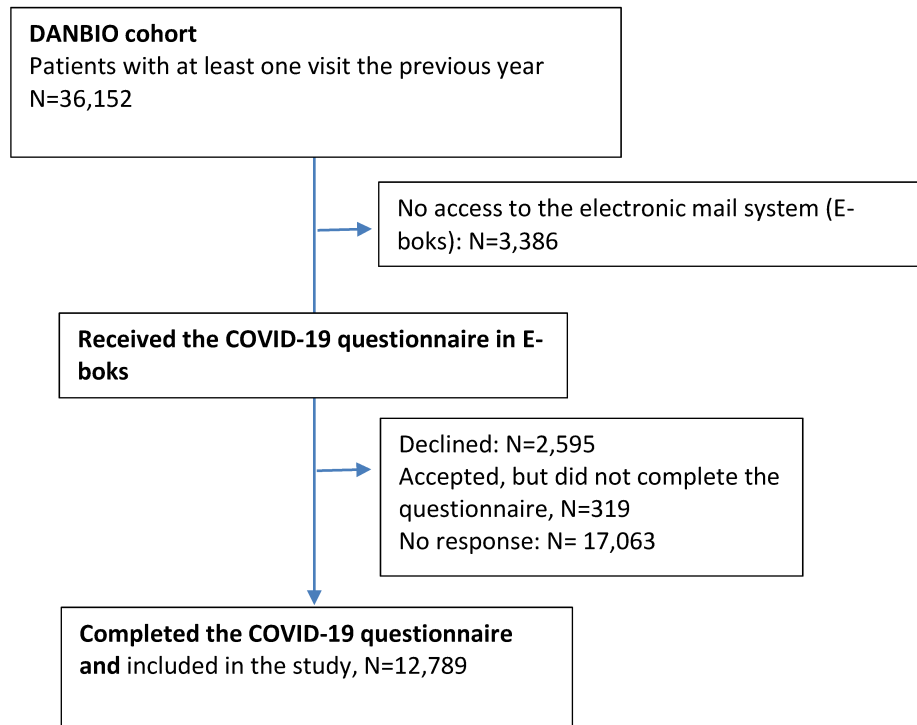 DANBIO cohort
Patients with at least one visit the previous year
N=36,152
No access to the electronic mail system (E-
boks): N=3,386
Received the COVID-19 questionnaire in E-
boks
Declined: N=2,595
Accepted, but did not complete the
questionnaire, N=319
No response: N= 17,063
Completed the COVID-19 questionnaire
and included in the study, N=12,789